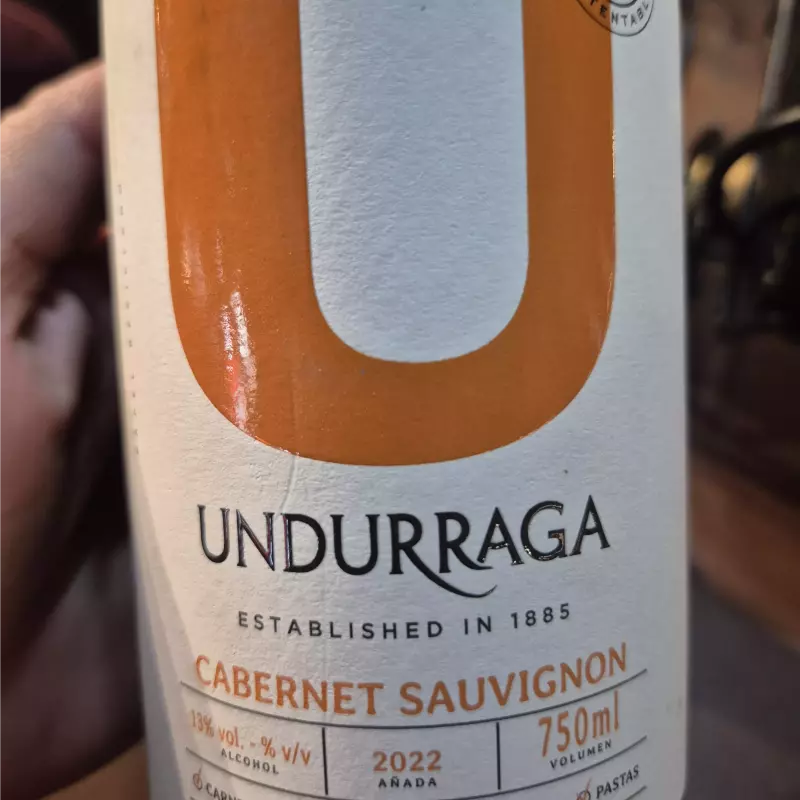 U
UNDURRAGA
ESTABLISHED IN 1885
CABERNET SAUVIGNON
13% vol. - % v/v
ALCOHOL
2022
AÑADA
750ml
VOLUMEN
PASTAS